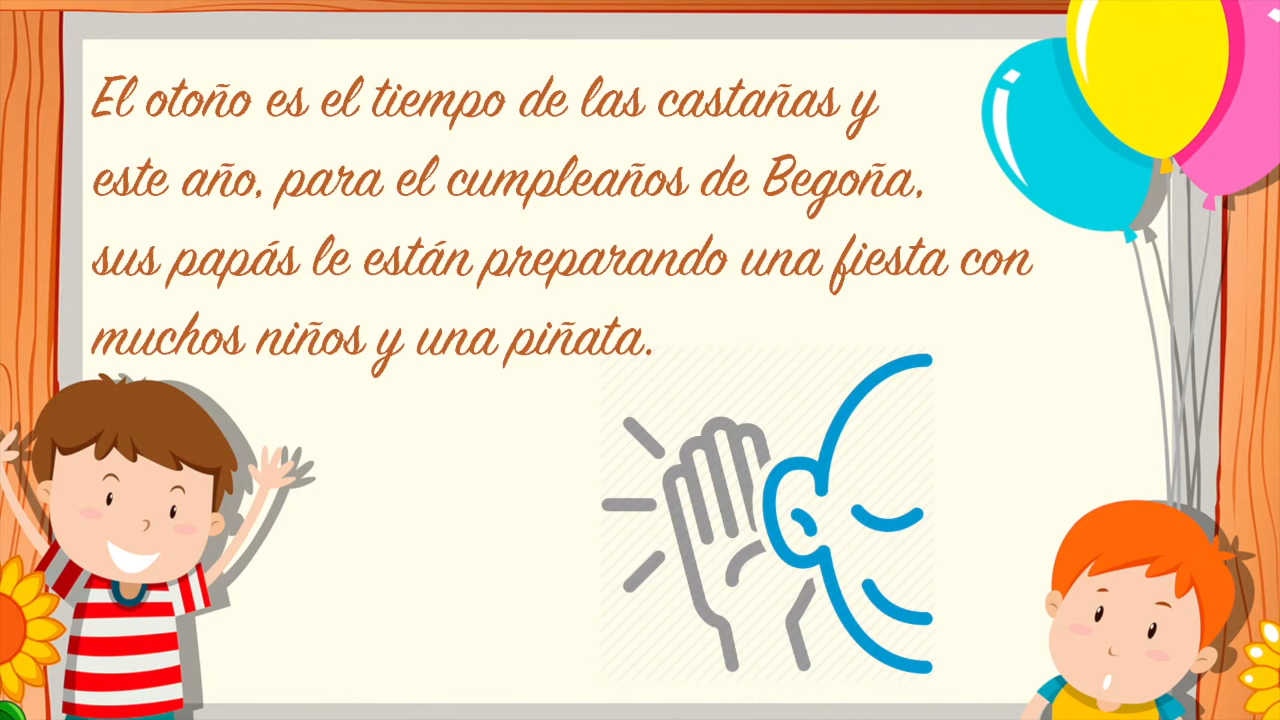 El otoño es el tiempo de las castañas y
este año, para el cumpleaños de Begoña,
sus papás le están preparando una fiesta con
muchos niños y una piñata.